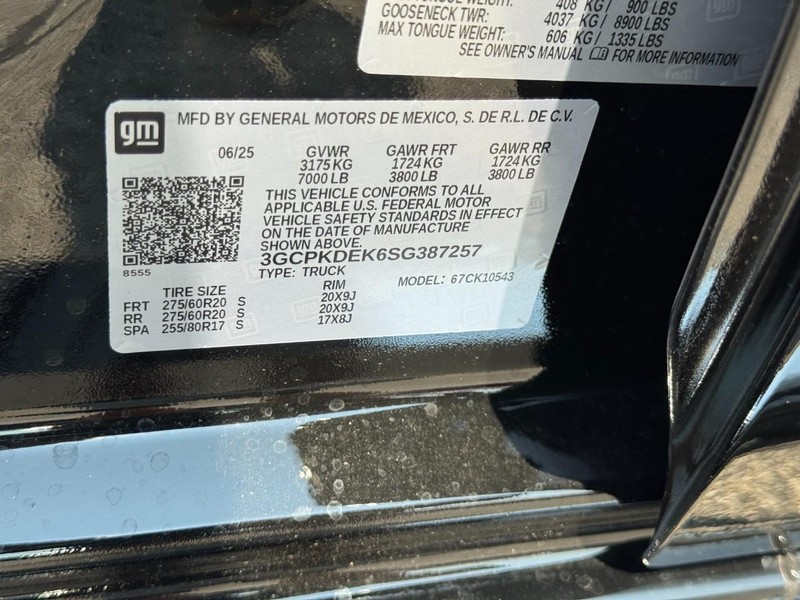 408 KG / 900 LBS
GOOSENECK TWR: 4037 KG / 8900 LBS
MAX TONGUE WEIGHT: 606 KG / 1335 LBS
SEE OWNER'S MANUAL FOR MORE INFORMATION
gm MFD BY GENERAL MOTORS DE MEXICO, S. DE R.L. DE C.V.
06/25 GVWR GAWR FRT GAWR RR
3175 KG 1724 KG 1724 KG
7000 LB 3800 LB 3800 LB
THIS VEHICLE CONFORMS TO ALL
APPLICABLE U.S. FEDERAL MOTOR
VEHICLE SAFETY STANDARDS IN EFFECT
ON THE DATE OF MANUFACTURE
SHOWN ABOVE.
3GCPKDEK6SG387257
8555
TYPE: TRUCK MODEL: 67CK10543
TIRE SIZE RIM
FRT 275/60R20 S 20X9J
RR 275/60R20 S 20X9J
SPA 255/80R17 S 17X8J